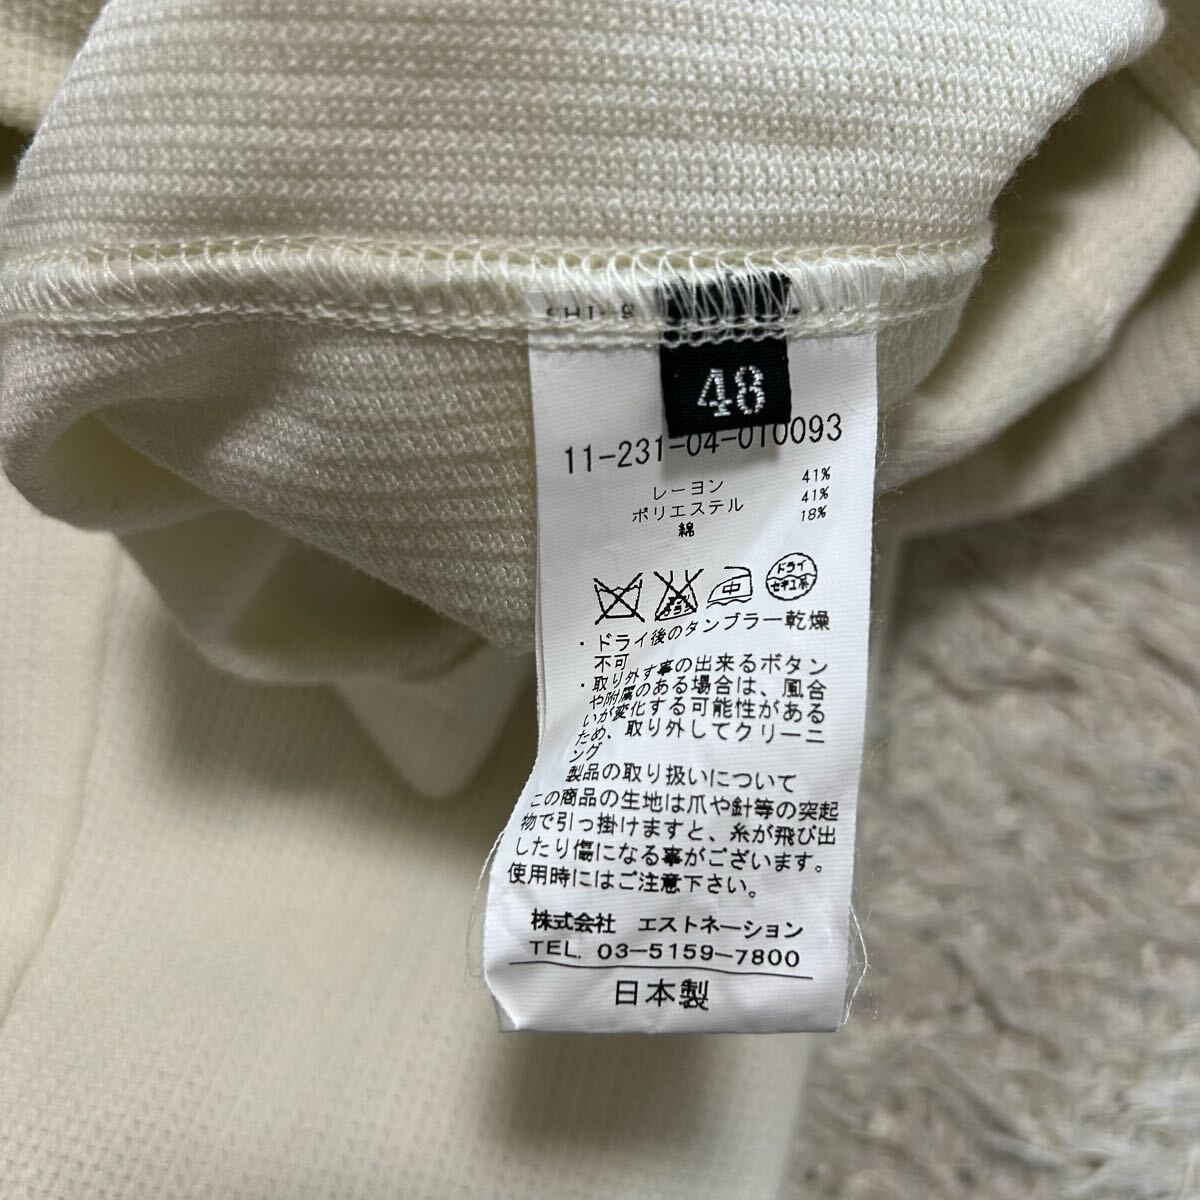 48
11-231-04-010093
レーヨン 41%
ポリエステル 41%
綿 18%
中
ドライ
セキユ系
・ドライ後のタンブラー乾燥
不可
・取り外す事の出来るボタン
や附属のある場合は、風合
いが変化する可能性がある
ため、取り外してクリーニ
ング
製品の取り扱いについて
この商品の生地は爪や針等の突起
物で引っ掛けますと、糸が飛び出
したり傷になる事がございます。
使用時にはご注意下さい。
株式会社 エストネーション
TEL. 03-5159-7800
日本製